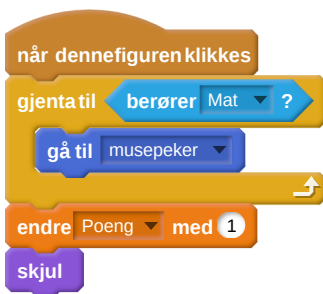 når denne figuren klikkes
gjenta til berører Mat ?
gå til musepeker
endre Poeng med 1
skjul